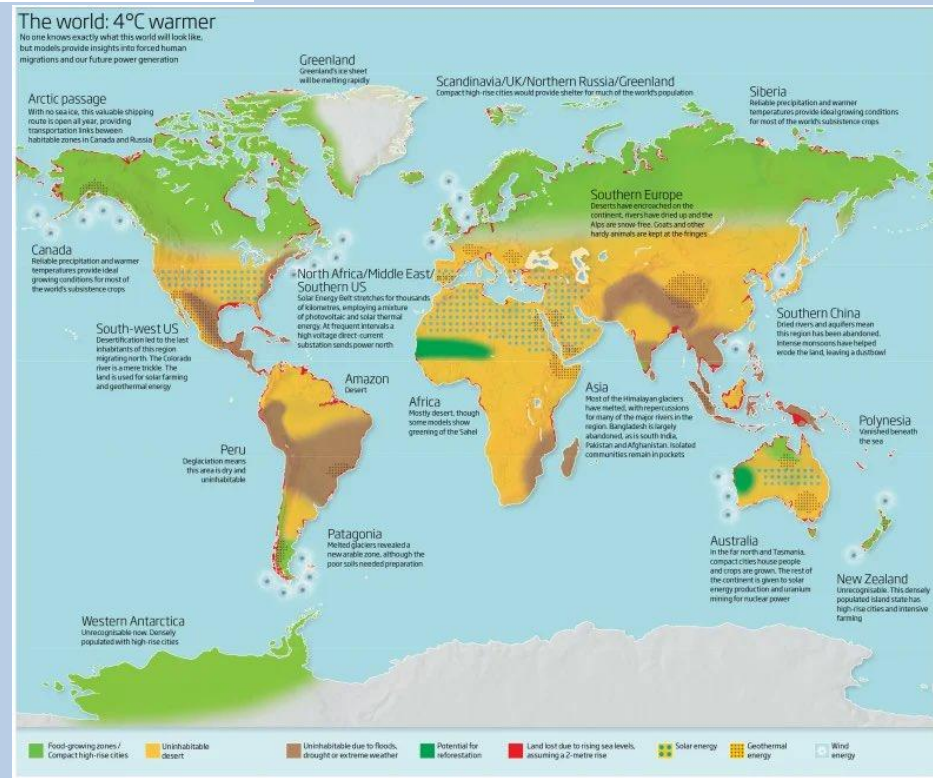 The world: 4°C warmer
No one knows exactly what this world will look like,
but models provide insights into forced human
migrations and our future power generation
Greenland
Greenland's ice sheet
will be melting rapidly
Scandinavia/UK/Northern Russia/Greenland
Compact high-rise cities would provide shelter for much of the world's population
Siberia
Reliable precipitation and warmer
temperatures provide ideal growing conditions
for most of the world's subsistence crops
Arctic passage
With no sea ice, this valuable shipping
route is open all year, providing
transportation links beween
habitable zones in Canada and Russia
Southern Europe
Deserts have encroached on the
continent, rivers have dried up and the
Alps are snow-free. Goats and other
hardy animals are kept at the fringes
Canada
Reliable precipitation and warmer
temperatures provide ideal
growing conditions for most of
the world's subsistence crops
North Africa/Middle East/
Southern US
Solar Energy Belt stretches for thousands
of kilometres, employing a mixture
of photovoltaic and solar thermal
energy. At frequent intervals a
high voltage direct-current
substation sends power north
South-west US
Desertification led to the last
inhabitants of this region
migrating north. The Colorado
river is a mere trickle. The
land is used for solar farming
and geothermal energy
Southern China
Dried rivers and aquifers mean
this region has been abandoned.
Intense monsoons have helped
erode the land, leaving a dustbowl
Amazon
Desert
Africa
Mostly desert, though
some models show
greening of the Sahel
Asia
Most of the Himalayan glaciers
have melted, with repercussions
for many of the major rivers in the
region. Bangladesh is largely
abandoned, as is south India,
Pakistan and Afghanistan. Isolated
communities remain in pockets
Polynesia
Vanished beneath
the sea
Peru
Deglaciation means
this area is dry and
uninhabitable
Patagonia
Melted glaciers revealed a
new arable zone, although the
poor soils needed preparation
Australia
In the far north and Tasmania,
compact cities house people
and crops are grown. The rest of
the continent is given to solar
energy production and uranium
mining for nuclear power
New Zealand
Unrecognisable. This densely
populated island state has
high-rise cities and intensive
farming
Western Antarctica
Unrecognisable now. Densely
populated with high-rise cities
Food-growing zones /
Compact high-rise cities
Uninhabitable
desert
Uninhabitable due to floods,
drought or extreme weather
Potential for
reforestation
Land lost due to rising sea levels,
assuming a 2-metre rise
Solar energy
Geothermal
energy
Wind
energy